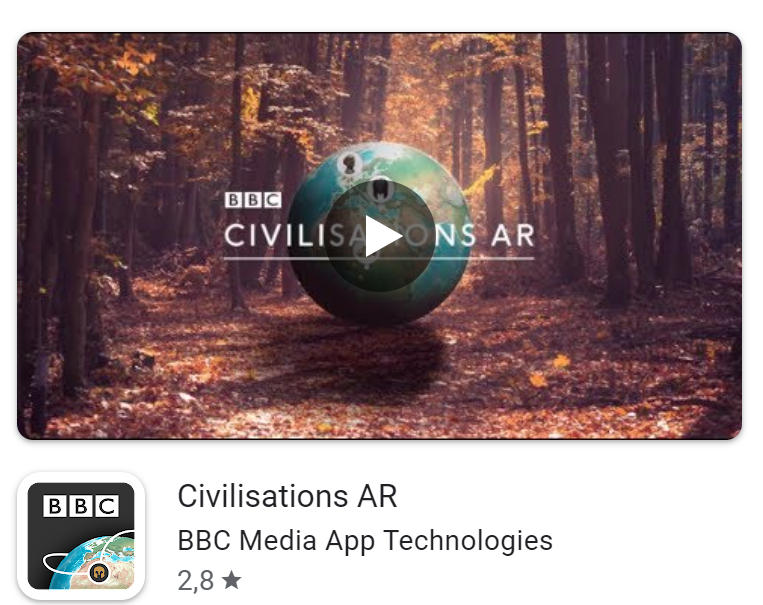 BBC
CIVILISATIONS AR
BBC
Civilisations AR
BBC Media App Technologies
2,8 ★